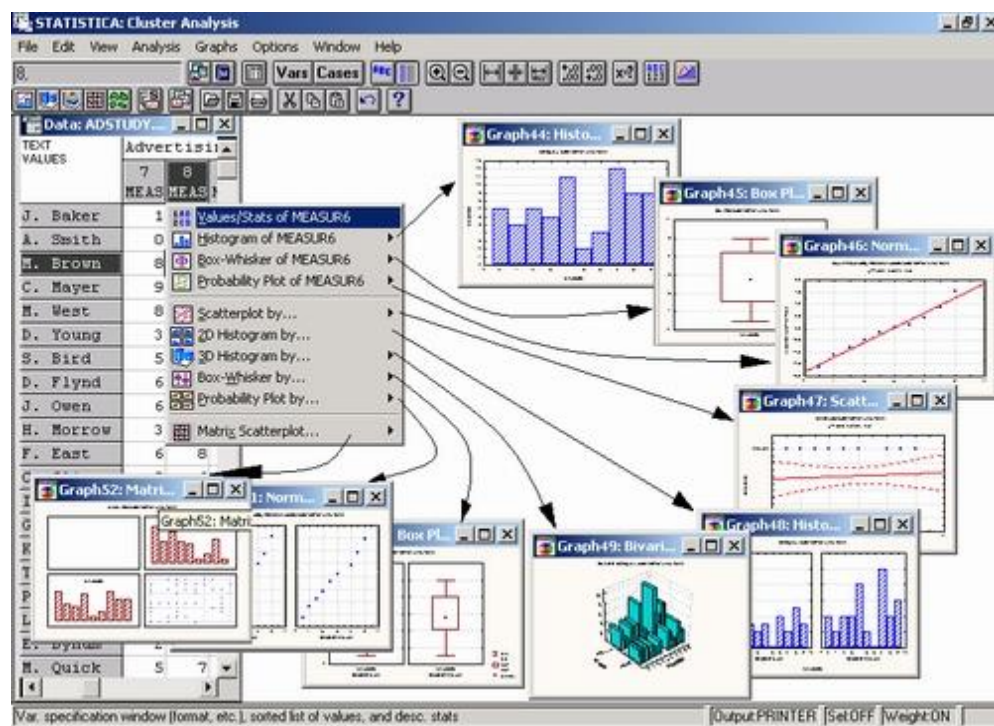 STATISTICA: Cluster Analysis
File Edit View Analysis Graphs Options Window Help
8.
Vars Cases
ABC
Data: ADSTUDY....
TEXT VALUES
Advertisi
7 8
MEAS MEAS
J. Baker 1
A. Smith 0
M. Brown 8
C. Mayer 9
M. West 8
D. Young 3
S. Bird 5
D. Flynd 6
J. Owen 6
H. Morrow 3
F. East 6 8
M. Quick 5 7
Values/Stats of MEASUR6
Histogram of MEASUR6
Box-Whisker of MEASUR6
Probability Plot of MEASUR6
Scatterplot by...
2D Histogram by...
3D Histogram by...
Box-Whisker by...
Probability Plot by...
Matrix Scatterplot...
Graph44: Histo...
Graph45: Box Pl...
Graph46: Norm...
Graph47: Scatt...
Graph48: Histo...
Graph49: Bivari...
Box Pl...
1: Norm...
Graph52: Matri...
Graph52: Matri
Var. specification window (format, etc.), sorted list of values, and desc. stats
Output:PRINTER Sel:OFF Weight:ON